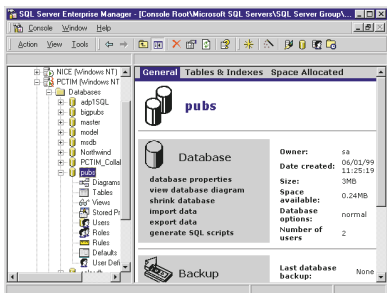 SQL Server Enterprise Manager - [Console Root\Microsoft SQL Servers\SQL Server Group\...
Console Window Help
Action View Tools
NICE (Windows NT)
PCTIM (Windows NT
Databases
adp1SQL
bigpubs
master
model
msdb
Northwind
PCTIM_Collal
pubs
Diagrams
Tables
Views
Stored Pr
Users
Roles
Rules
Defaults
User Defi
General Tables & Indexes Space Allocated
pubs
Database
database properties
view database diagram
shrink database
import data
export data
generate SQL scripts
Owner: sa
Date created: 06/01/99 11:25:19
Size: 3MB
Space available: 0.24MB
Database options: normal
Number of users 2
Backup
Last database backup: None